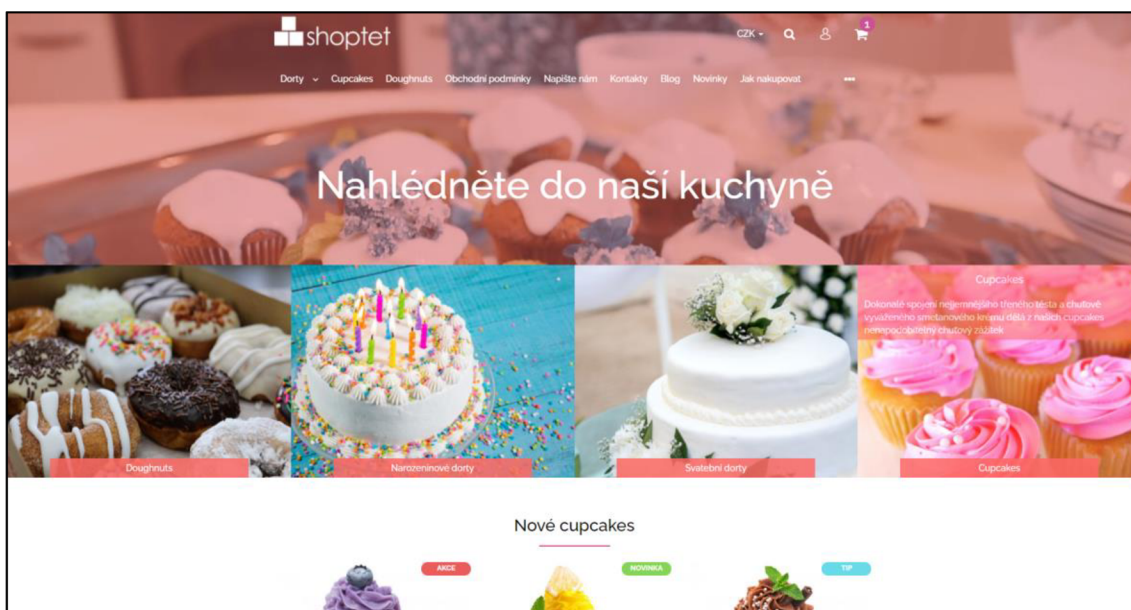 shoptet
CZK
1
Dorty Cupcakes Doughnuts Obchodní podmínky Napište nám Kontakty Blog Novinky Jak nakupovat
Nahlédněte do naší kuchyně
Cupcakes
Dokonalé spojení nejjemnějšího třeného těsta a chuťově
vyváženého smetanového krému dělá z našich cupcakes
nenapodobitelný chuťový zážitek
Doughnuts
Narozeninové dorty
Svatební dorty
Cupcakes
Nové cupcakes
AKCE
NOVINKA
TIP